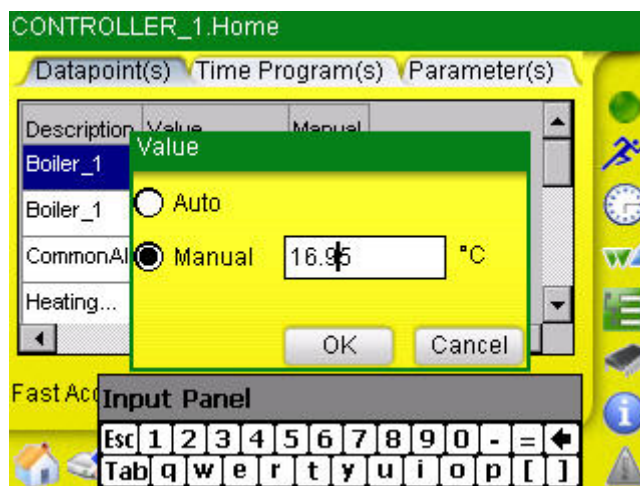 CONTROLLER_1.Home
Datapoint(s) Time Program(s) Parameter(s)
Description Value Manual
Value
Boiler_1
Auto
Boiler_1
CommonAl Manual 16.95 °C
Heating...
OK Cancel
Fast Acc
Input Panel
Esc 1 2 3 4 5 6 7 8 9 0 - =
Tab q w e r t y u i o p [ ]